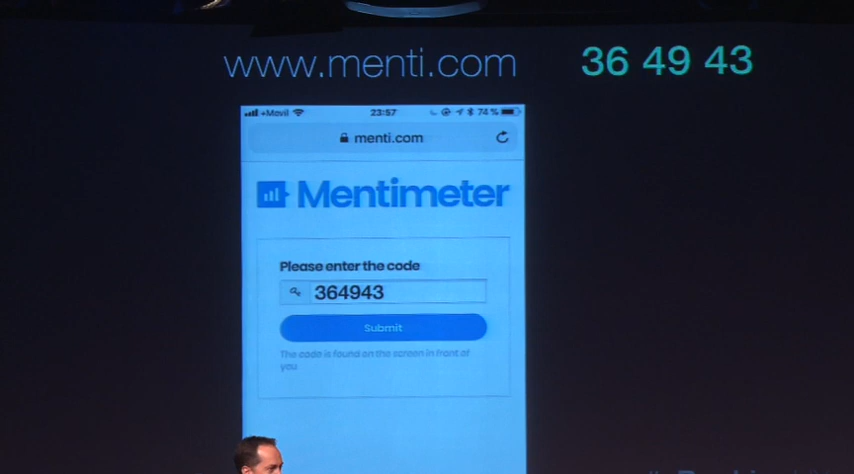 www.menti.com 36 49 43
+Movil 23:57 74 %
menti.com
Mentimeter
Please enter the code
364943
Submit
The code is found on the screen in front of
you